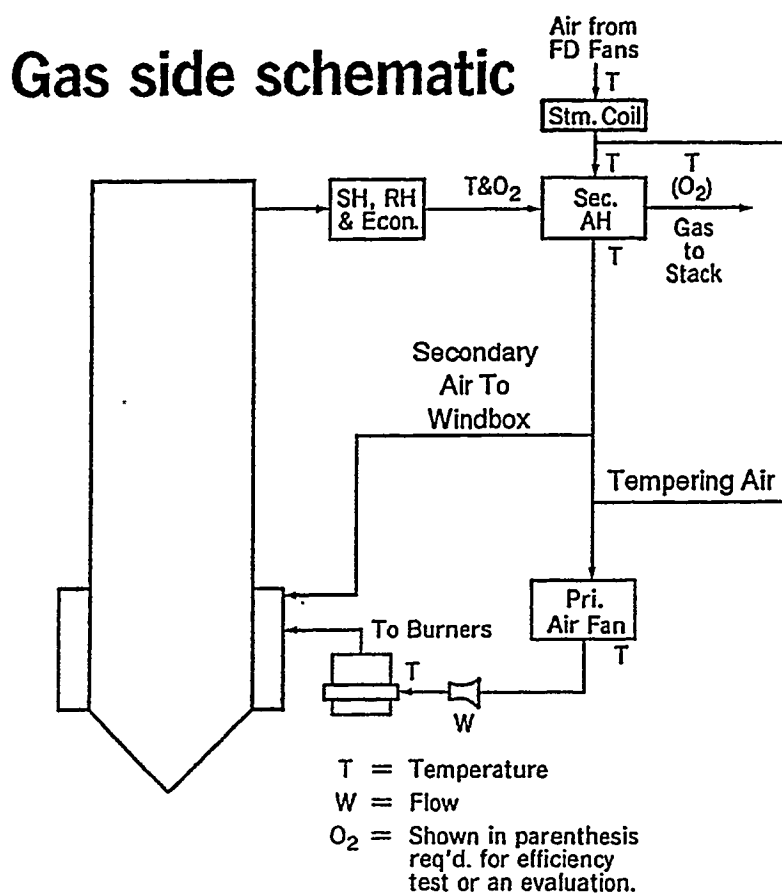 Gas side schematic
Air from
FD Fans
T
Stm. Coil
T
T
(O₂)
SH, RH
& Econ.
T&O₂
Sec.
AH
Gas
to
Stack
T
Secondary
Air To
Windbox
Tempering Air
Pri.
Air Fan
T
To Burners
T
W
T = Temperature
W = Flow
O₂ = Shown in parenthesis
req'd. for efficiency
test or an evaluation.